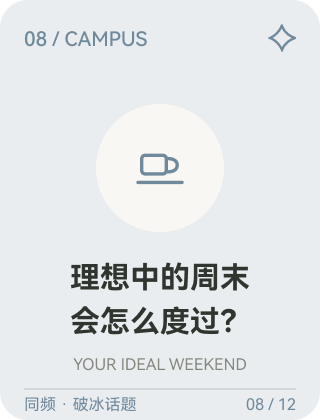 08 / CAMPUS
理想中的周末
会怎么度过？
YOUR IDEAL WEEKEND
同频 · 破冰话题
08 / 12